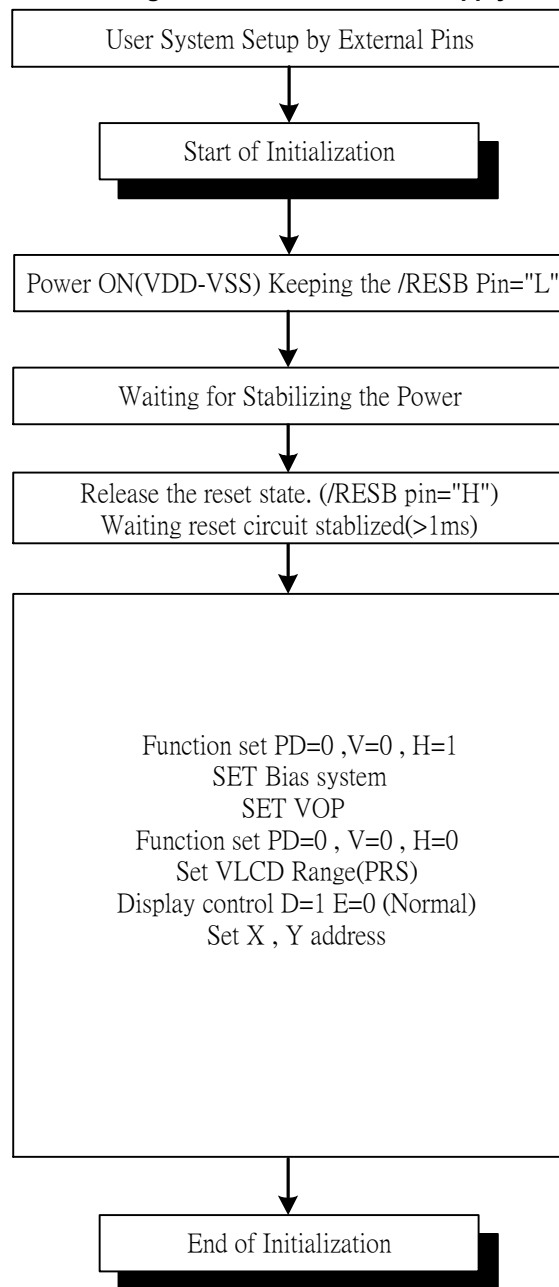 User System Setup by External Pins
Start of Initialization
Power ON(VDD-VSS) Keeping the /RESB Pin="L"
Waiting for Stabilizing the Power
Release the reset state. (/RESB pin="H")
Waiting reset circuit stablized(>1ms)
Function set PD=0 ,V=0 , H=1
SET Bias system
SET VOP
Function set PD=0 , V=0 , H=0
Set VLCD Range(PRS)
Display control D=1 E=0 (Normal)
Set X , Y address
End of Initialization